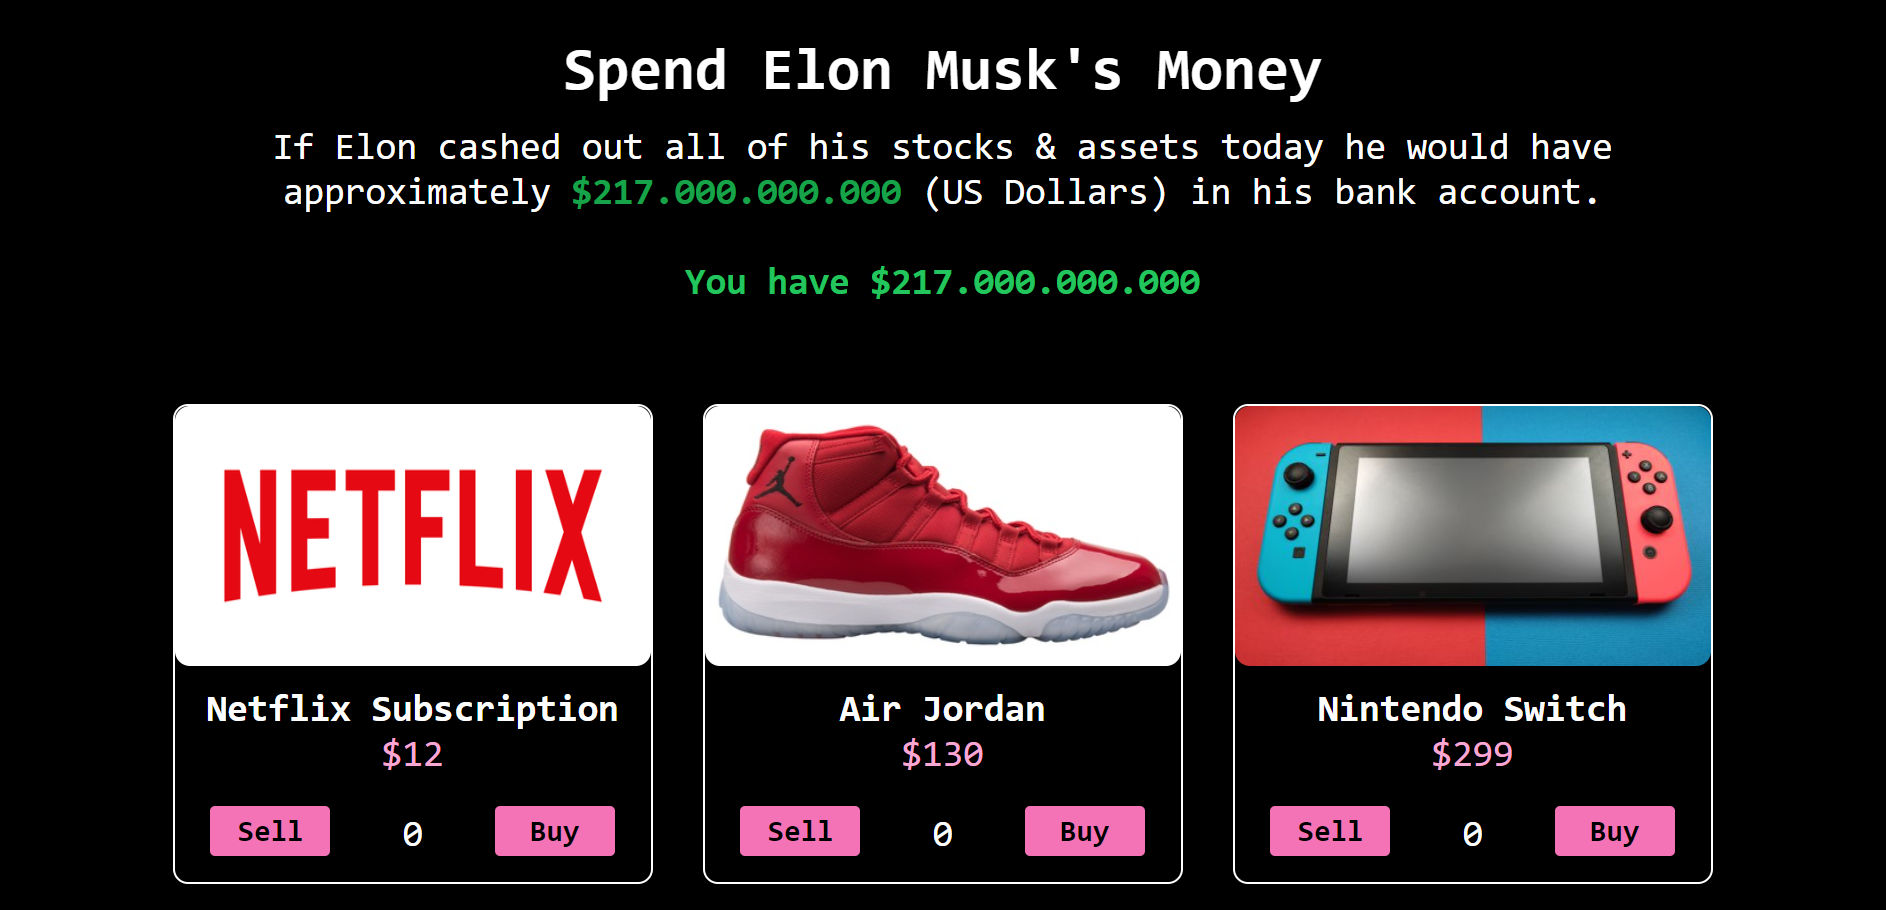 Spend Elon Musk's Money
If Elon cashed out all of his stocks & assets today he would have
approximately $217.000.000.000 (US Dollars) in his bank account.
You have $217.000.000.000
NETFLIX
Netflix Subscription
$12
Sell 0 Buy
Air Jordan
$130
Sell 0 Buy
Nintendo Switch
$299
Sell 0 Buy